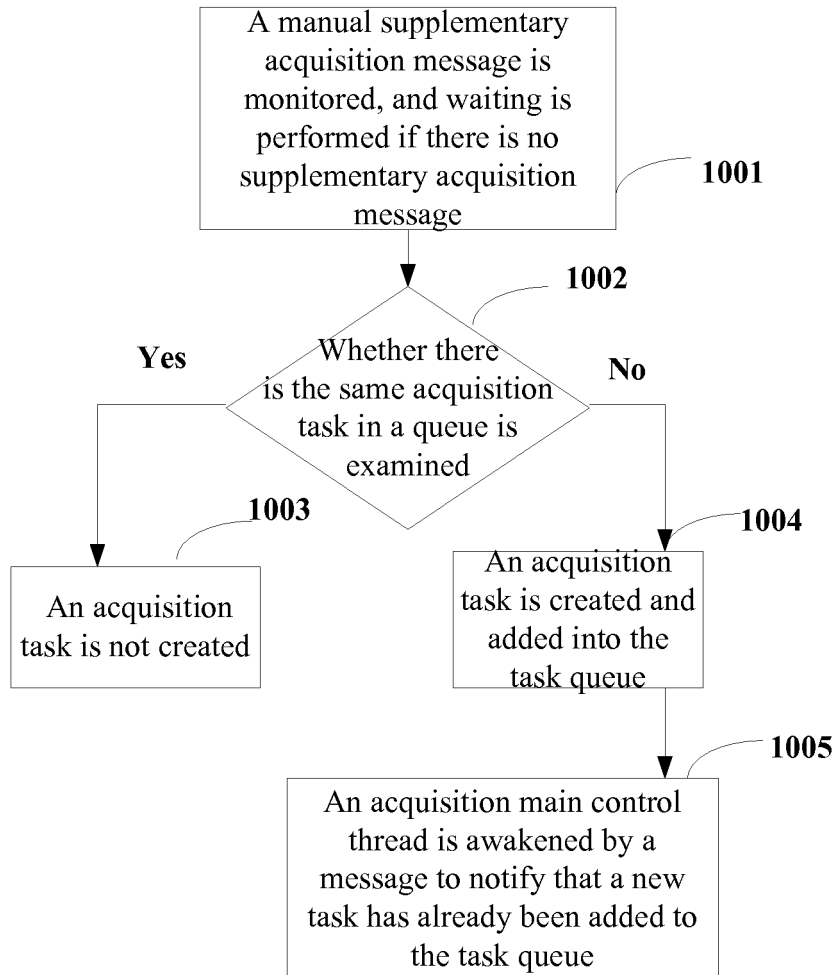 A manual supplementary
acquisition message is
monitored, and waiting is
performed if there is no
supplementary acquisition
message
1001
1002
Yes
Whether there
is the same acquisition
task in a queue is
examined
No
1003
An acquisition
task is not created
1004
An acquisition
task is created and
added into the
task queue
1005
An acquisition main control
thread is awakened by a
message to notify that a new
task has already been added to
the task queue